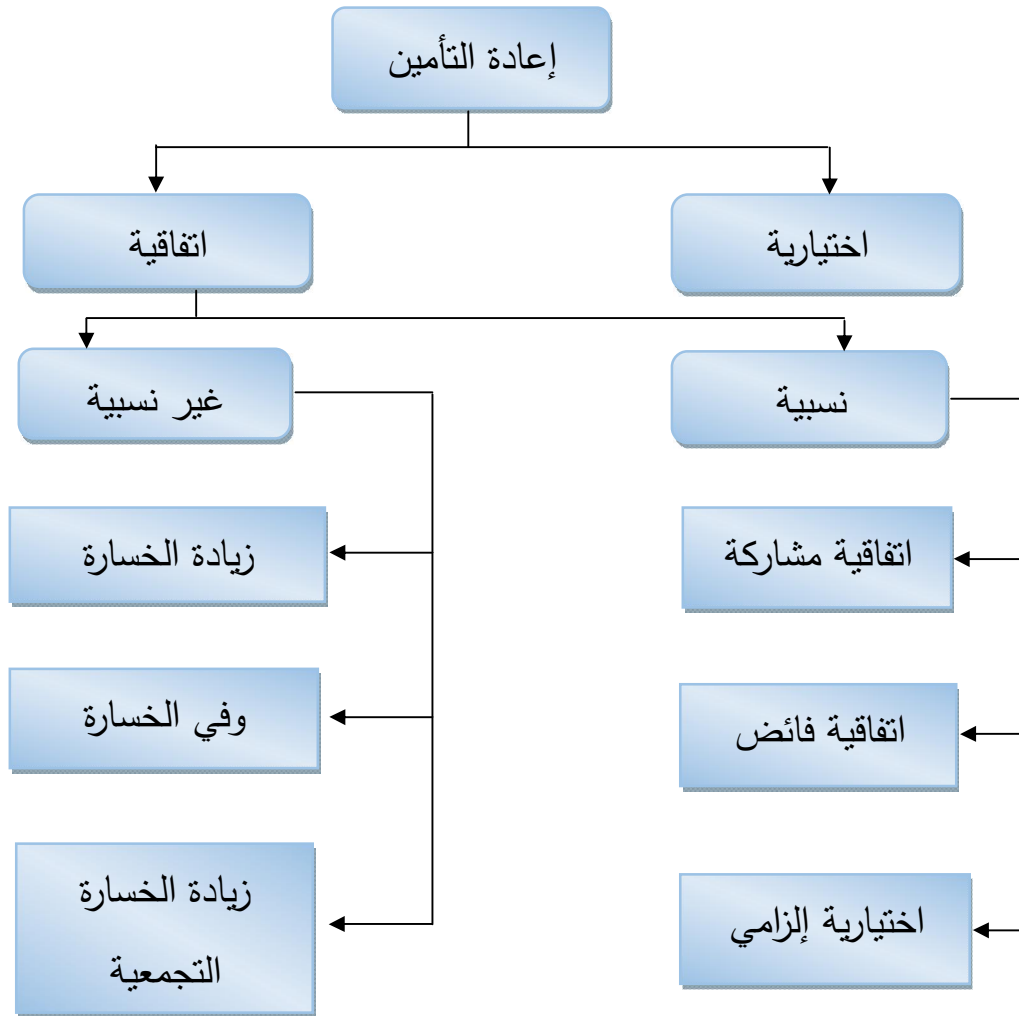 إعادة التأمين
اختيارية
اتفاقية
نسبية
غير نسبية
اتفاقية مشاركة
زيادة الخسارة
اتفاقية فائض
وفي الخسارة
اختيارية إلزامي
زيادة الخسارة
التجمعية